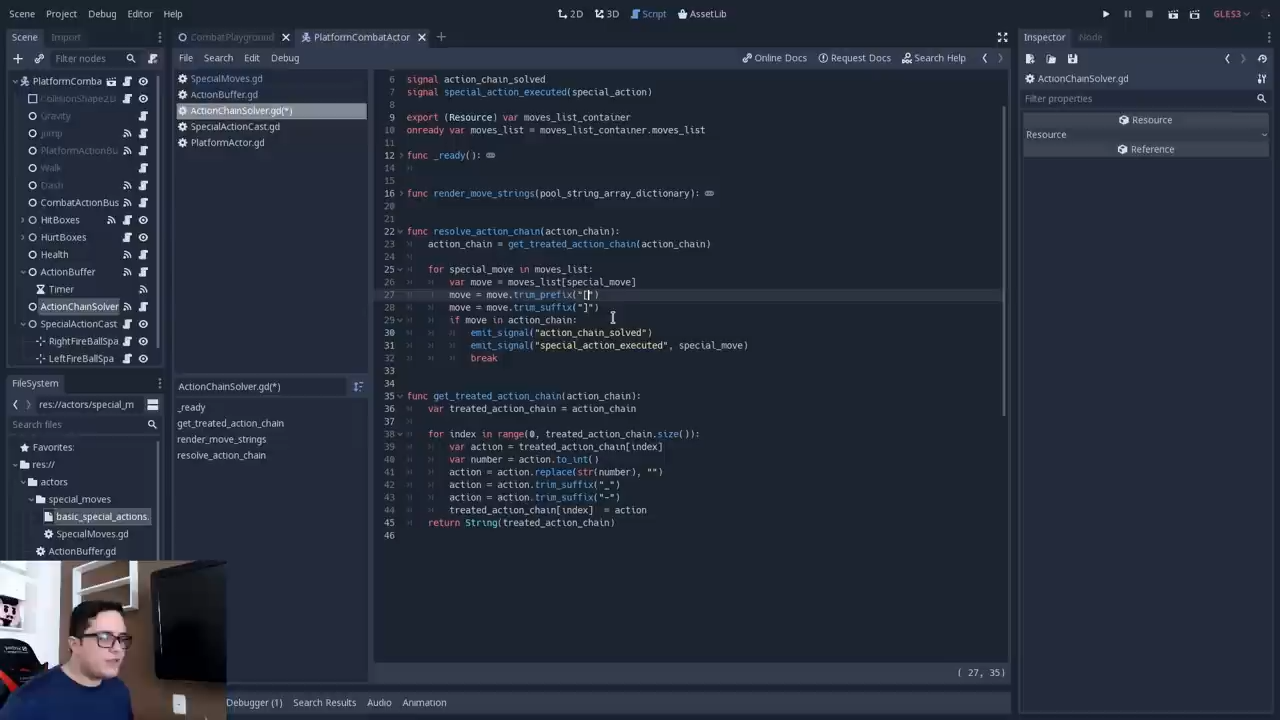 Scene Project Debug Editor Help
2D 3D Script AssetLib
GLES3
Scene Import
Filter nodes
PlatformComba
CollisionShape2D
Gravity
Jump
PlatformActionBu
Walk
Dash
CombatActionBus
HitBoxes
HurtBoxes
Health
ActionBuffer
Timer
ActionChainSolver
SpecialActionCast
RightFireBallSpa
LeftFireBallSpa
FileSystem
res://actors/special_m
Search files
Favorites:
res://
actors
special_moves
basic_special_actions.
SpecialMoves.gd
ActionBuffer.gd
CombatPlayground PlatformCombatActor
File Search Edit Debug
Online Docs Request Docs Search Help
SpecialMoves.gd
ActionBuffer.gd
ActionChainSolver.gd(*)
SpecialActionCast.gd
PlatformActor.gd
ActionChainSolver.gd(*)
_ready
get_treated_action_chain
render_move_strings
resolve_action_chain
6 signal action_chain_solved
7 signal special_action_executed(special_action)
8
9 export (Resource) var moves_list_container
10 onready var moves_list = moves_list_container.moves_list
11
12 func _ready():
14
15
16 func render_move_strings(pool_string_array_dictionary):
20
21
22 func resolve_action_chain(action_chain):
23 action_chain = get_treated_action_chain(action_chain)
24
25 for special_move in moves_list:
26 var move = moves_list[special_move]
27 move = move.trim_prefix("[")
28 move = move.trim_suffix("]")
29 if move in action_chain:
30 emit_signal("action_chain_solved")
31 emit_signal("special_action_executed", special_move)
32 break
33
34
35 func get_treated_action_chain(action_chain):
36 var treated_action_chain = action_chain
37
38 for index in range(0, treated_action_chain.size()):
39 var action = treated_action_chain[index]
40 var number = action.to_int()
41 action = action.replace(str(number), "")
42 action = action.trim_suffix("_")
43 action = action.trim_suffix("-")
44 treated_action_chain[index] = action
45 return String(treated_action_chain)
46
( 27, 35)
Debugger (1) Search Results Audio Animation
Inspector Node
ActionChainSolver.gd
Filter properties
Resource
Resource
Reference